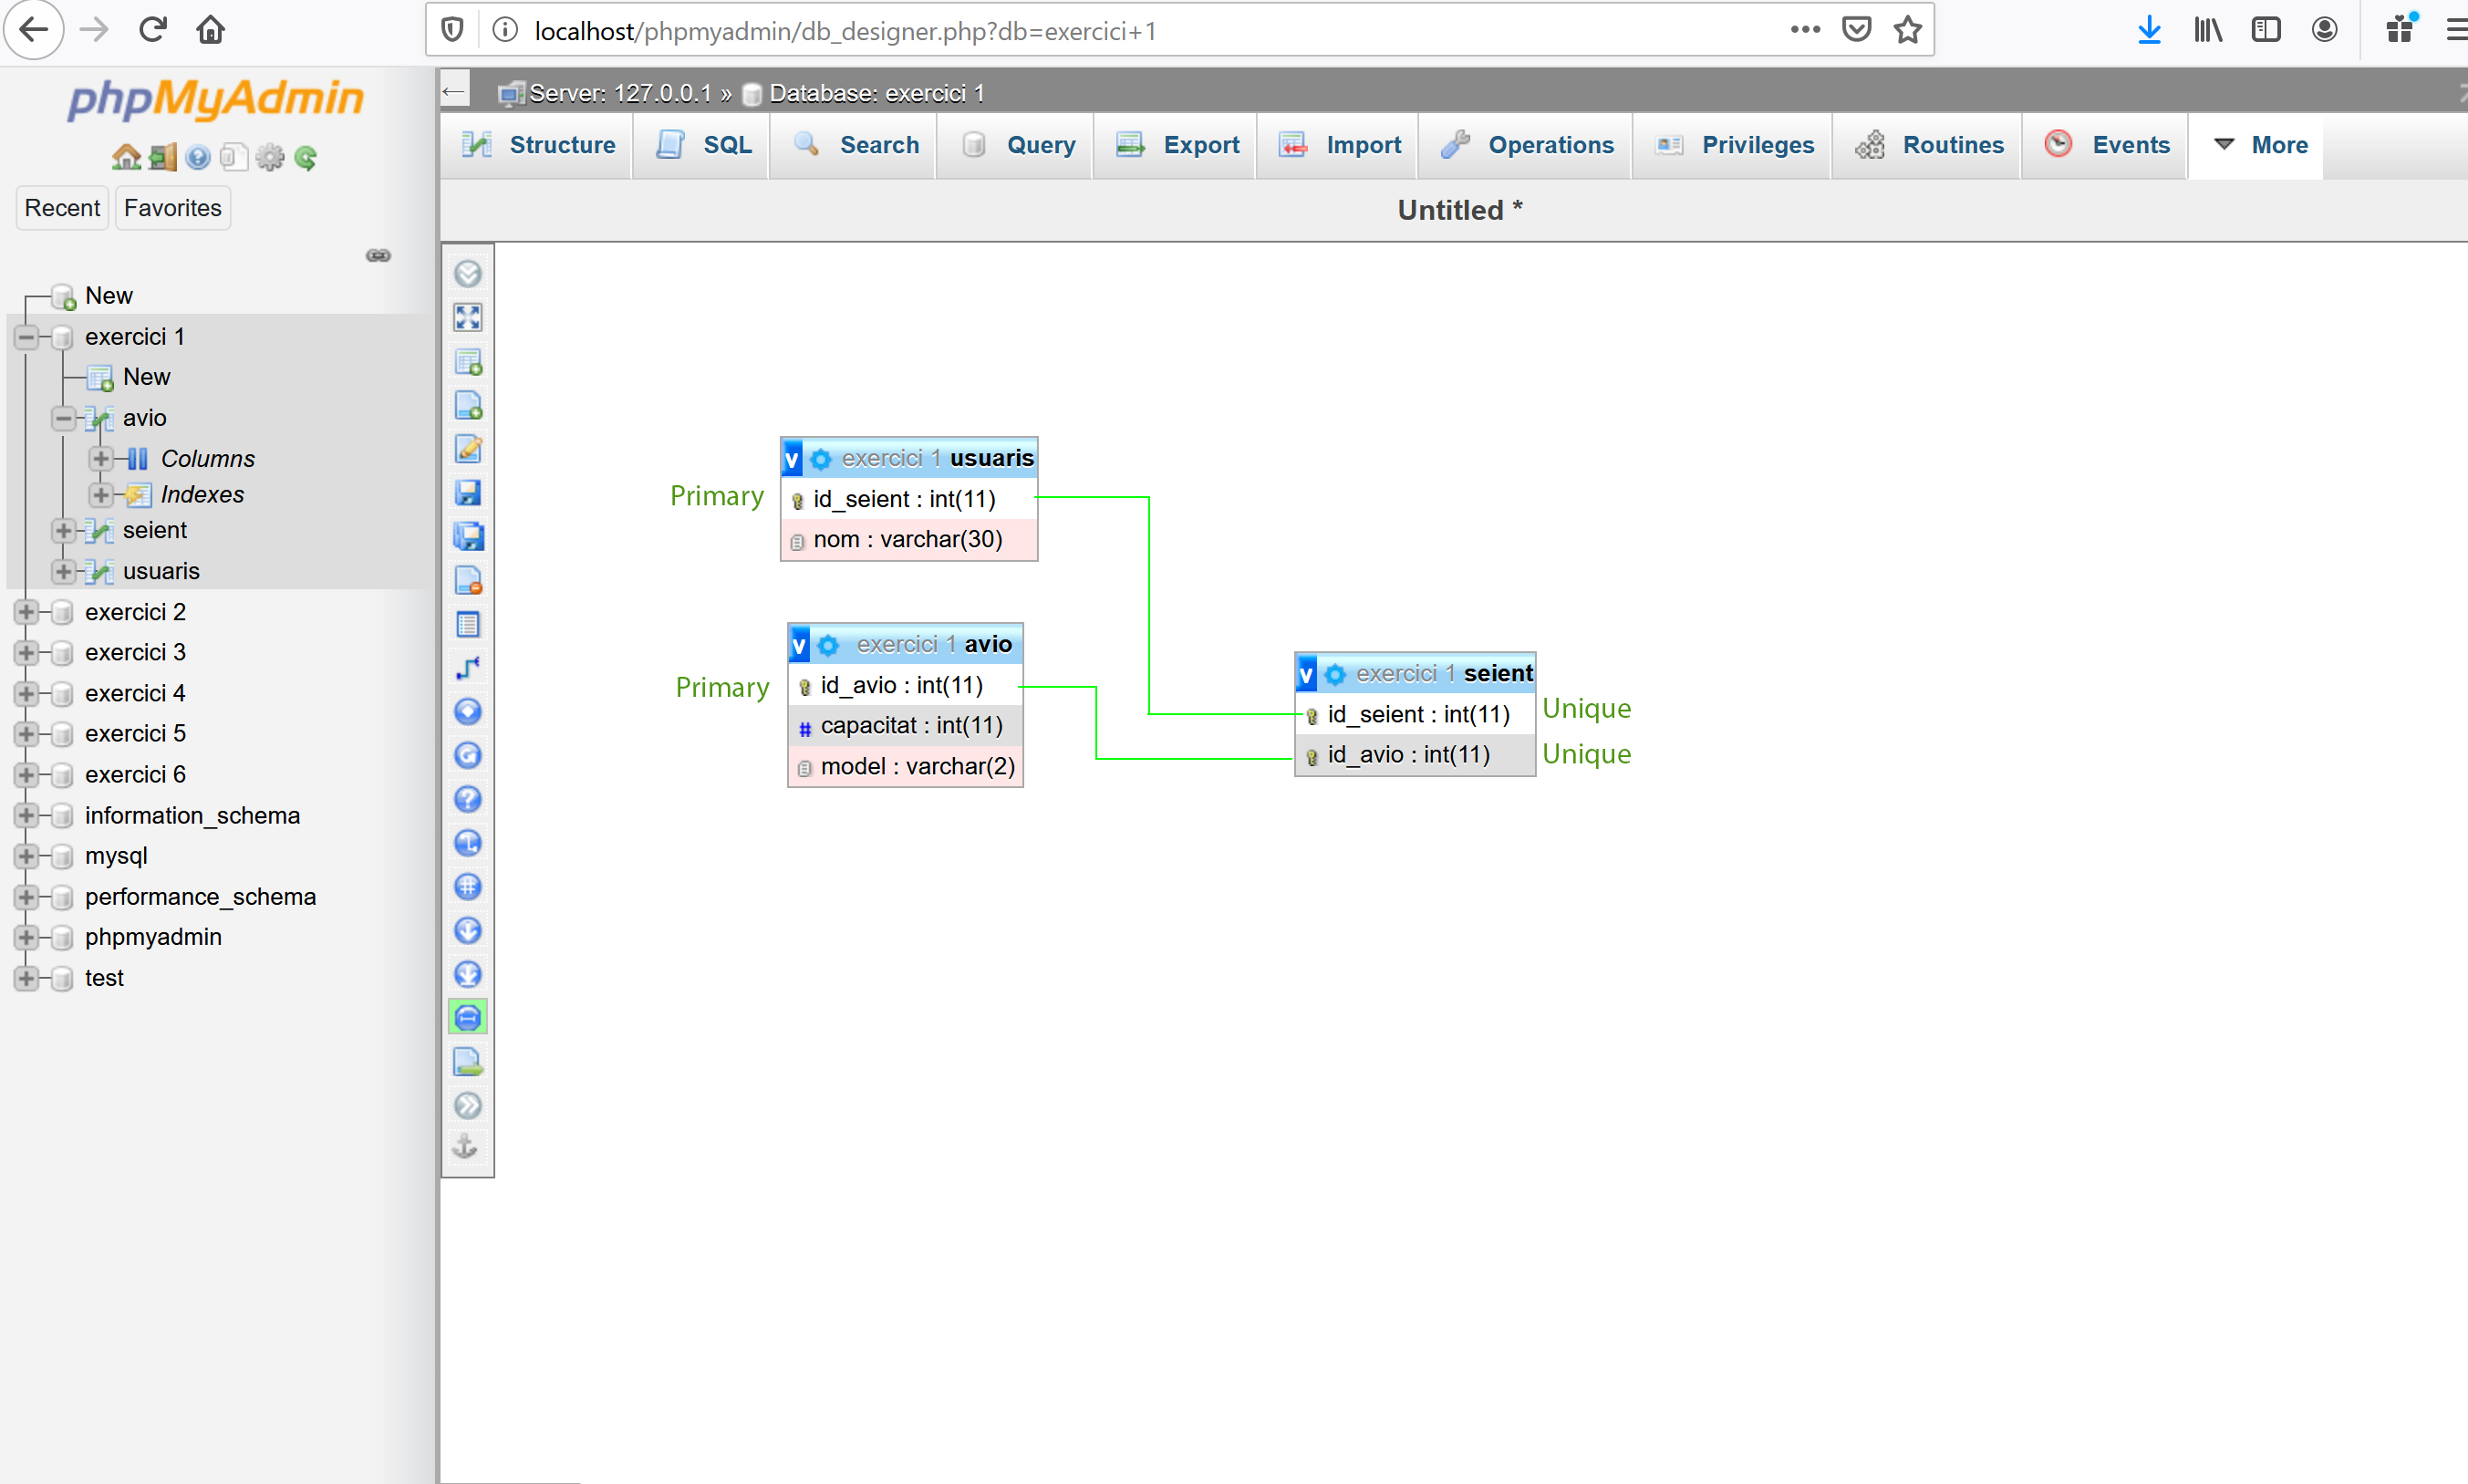 localhost/phpmyadmin/db_designer.php?db=exercici+1
phpMyAdmin
Recent
Favorites
New
exercici 1
New
avio
Columns
Indexes
seient
usuaris
exercici 2
exercici 3
exercici 4
exercici 5
exercici 6
information_schema
mysql
performance_schema
phpmyadmin
test
Server: 127.0.0.1 » Database: exercici 1
Structure
SQL
Search
Query
Export
Import
Operations
Privileges
Routines
Events
More
Untitled *
v exercici 1 usuaris
Primary
id_seient : int(11)
nom : varchar(30)
v exercici 1 avio
Primary
id_avio : int(11)
# capacitat : int(11)
model : varchar(2)
v exercici 1 seient
id_seient : int(11)
Unique
id_avio : int(11)
Unique